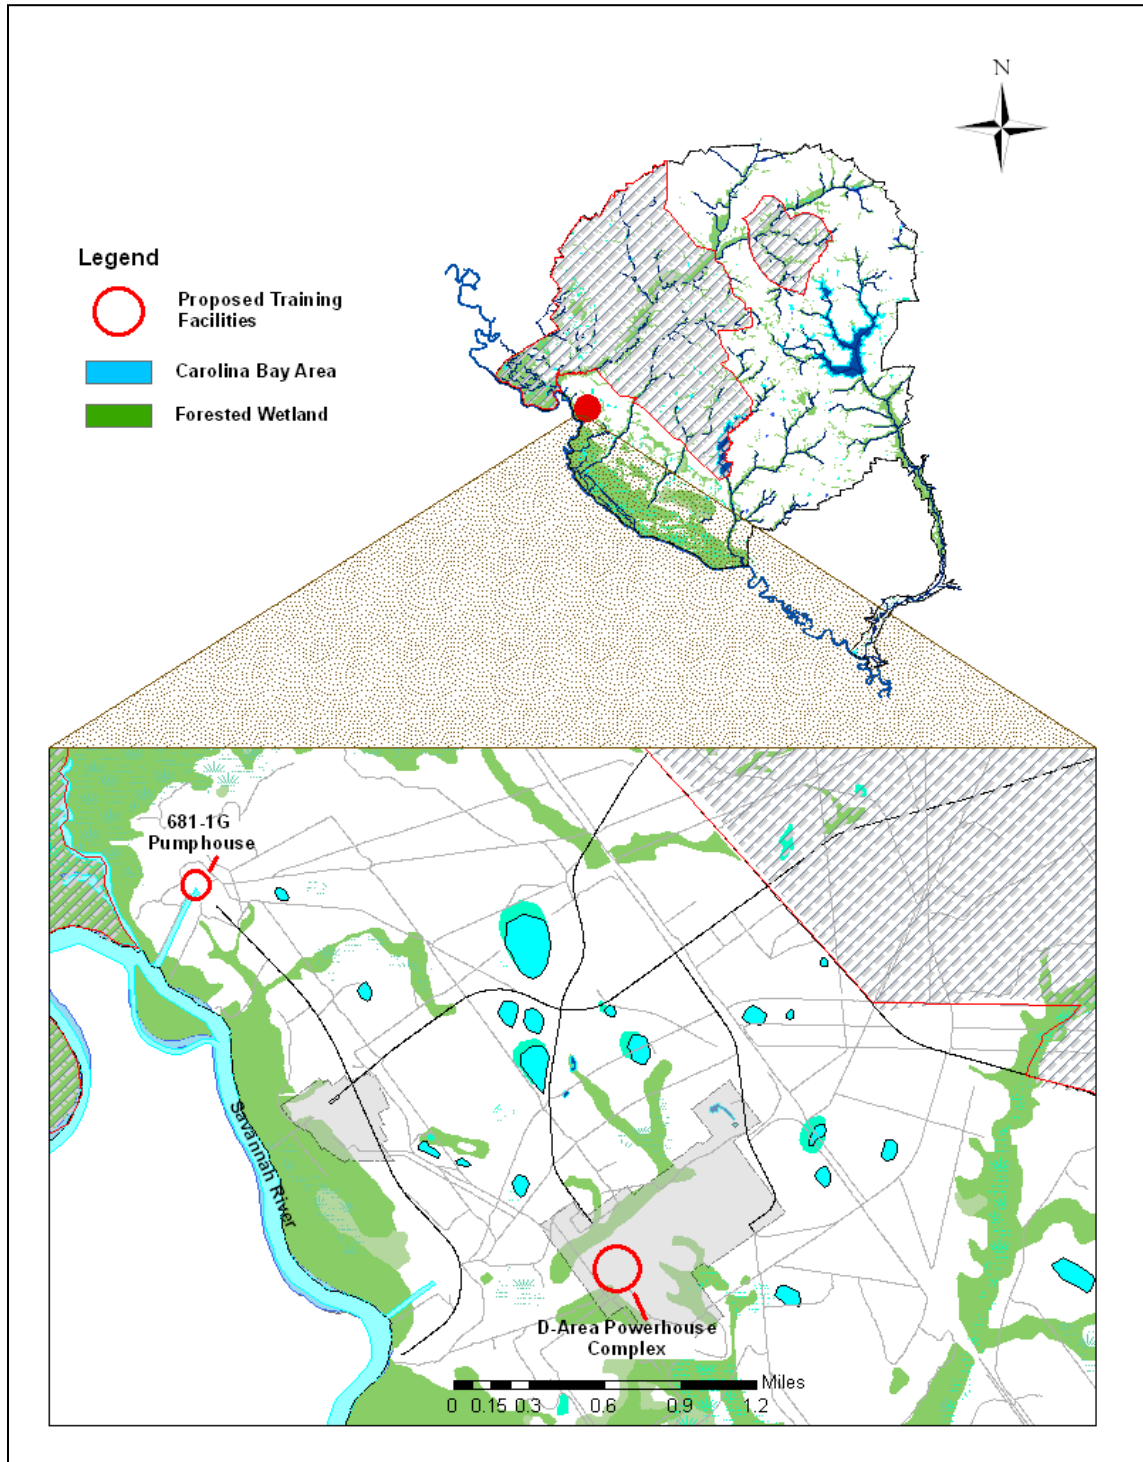 N
Legend
Proposed Training
Facilities
Carolina Bay Area
Forested Wetland
681-1G
Pumphouse
Savannah River
D-Area Powerhouse
Complex
Miles
0 0.15 0.3 0.6 0.9 1.2